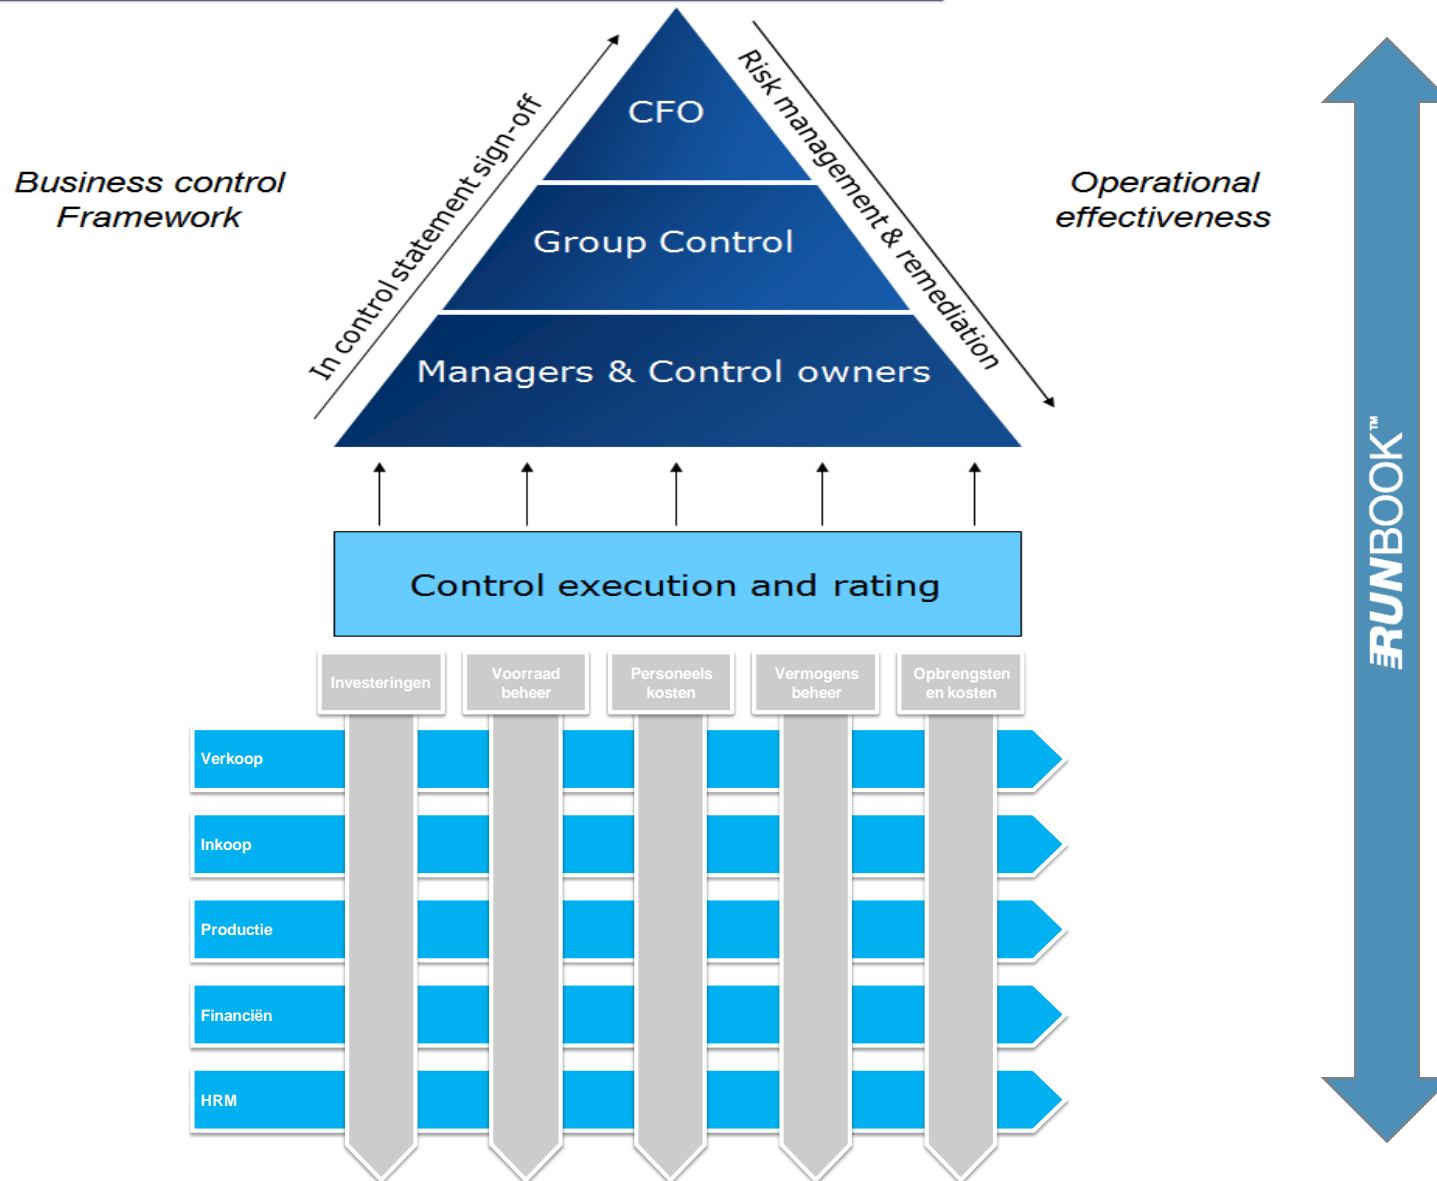 CFO
In control statement sign-off
Risk management & remediation
Business control
Framework
Operational
effectiveness
Group Control
Managers & Control owners
RUNBOOK™
Control execution and rating
Investeringen
Voorraad
beheer
Personeels
kosten
Vermogens
beheer
Opbrengsten
en kosten
Verkoop
Inkoop
Productie
Financiën
HRM